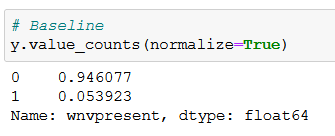 # Baseline
y.value_counts(normalize=True)
0    0.946077
1    0.053923
Name: wnvpresent, dtype: float64